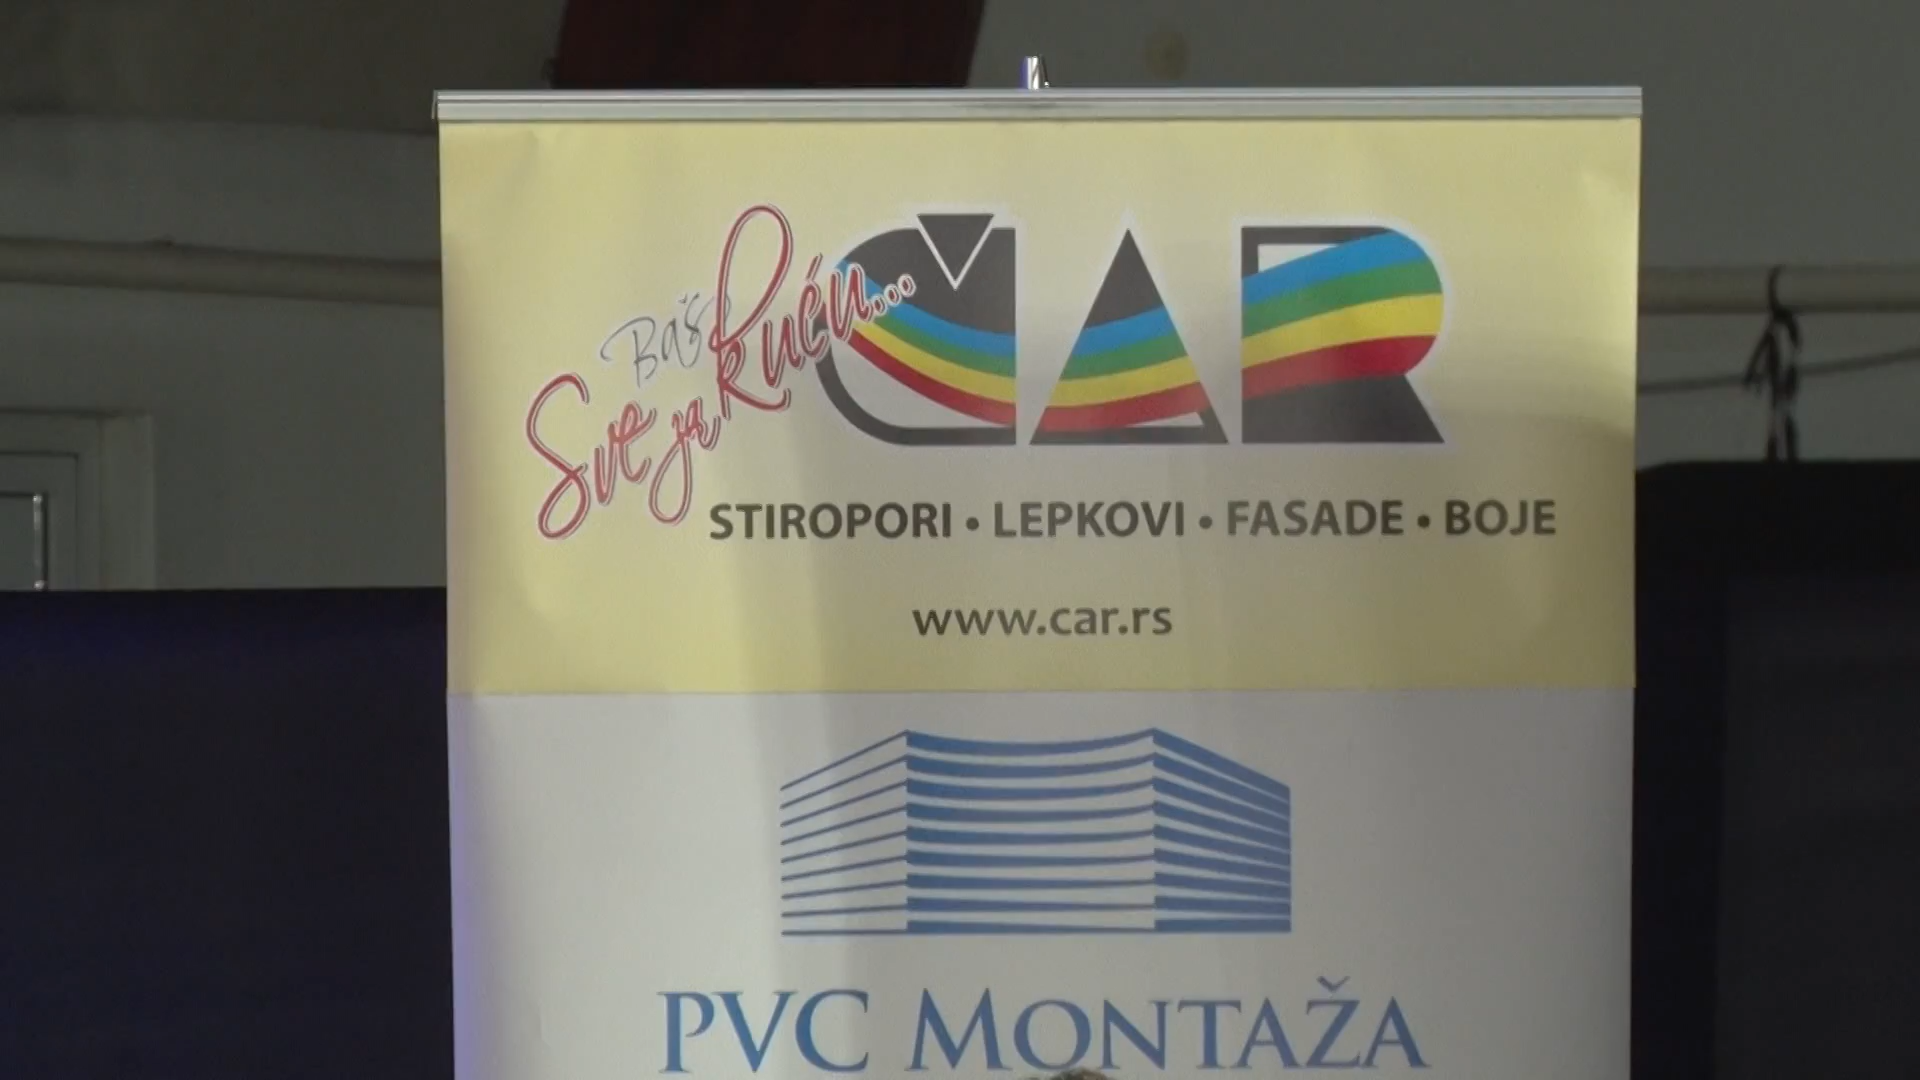 ČAR
Baš
Sve za kuću...
STIROPORI • LEPKOVI • FASADE • BOJE
www.car.rs
PVC MONTAŽA